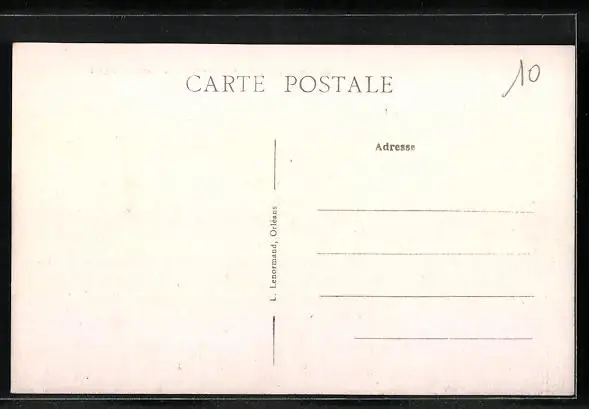 CARTE POSTALE
10
Adresse
L. Lenormand, Orléans